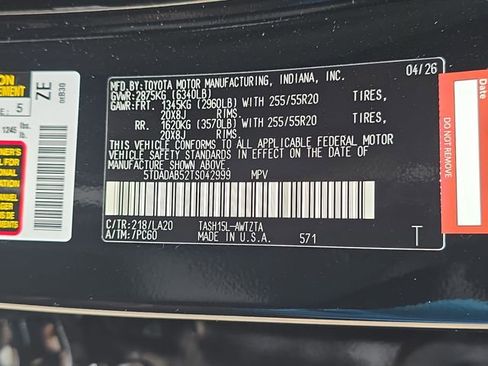 MFD. BY: TOYOTA MOTOR MANUFACTURING, INDIANA, INC. 04/26
GVWR: 2875KG (6340LB)
GAWR: FRT. 1345KG (2960LB) WITH 255/55R20 TIRES,
20X8J RIMS.
RR. 1620KG (3570LB) WITH 255/55R20 TIRES,
20X8J RIMS.
THIS VEHICLE CONFORMS TO ALL APPLICABLE FEDERAL MOTOR
VEHICLE SAFETY STANDARDS IN EFFECT ON THE DATE OF
MANUFACTURE SHOWN ABOVE.
5TDADAB52TS042999 MPV
C/TR: 218/LA20 TASH15L-AWTZTA
A/TM: /PC60 MADE IN U.S.A. 571 T
ZE
5
1245 lbs.
DO NOT REMOVE